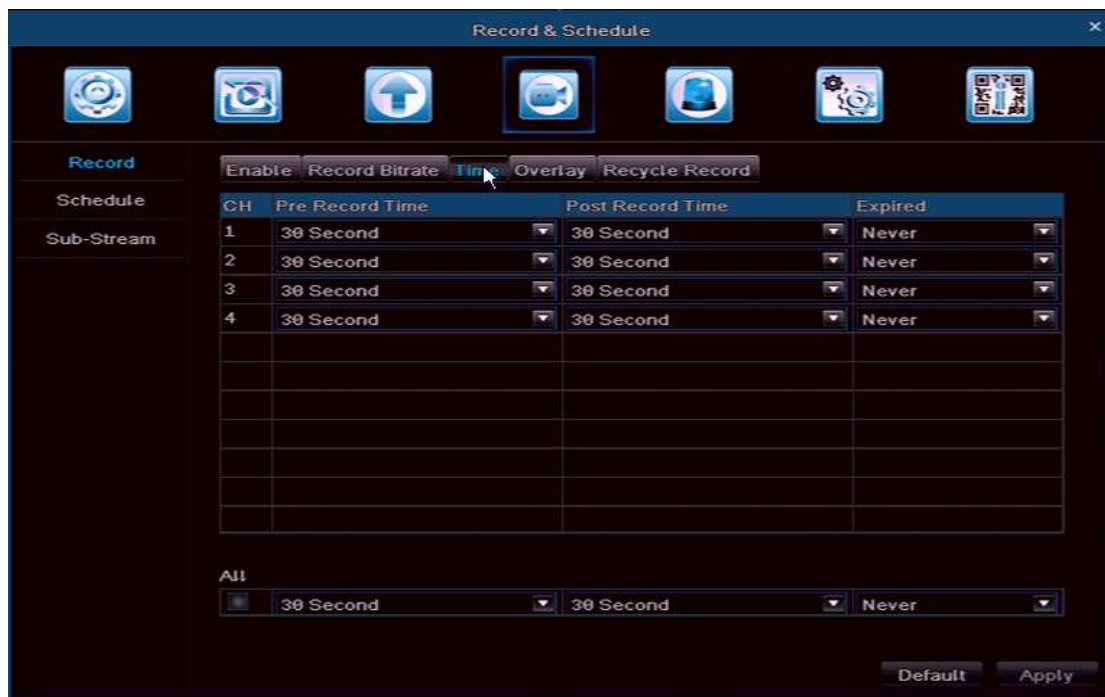 Record & Schedule
Record
Schedule
Sub-Stream
Enable Record Bitrate Time Overlay Recycle Record
CH Pre Record Time Post Record Time Expired
1 30 Second 30 Second Never
2 30 Second 30 Second Never
3 30 Second 30 Second Never
4 30 Second 30 Second Never
All
30 Second 30 Second Never
Default Apply